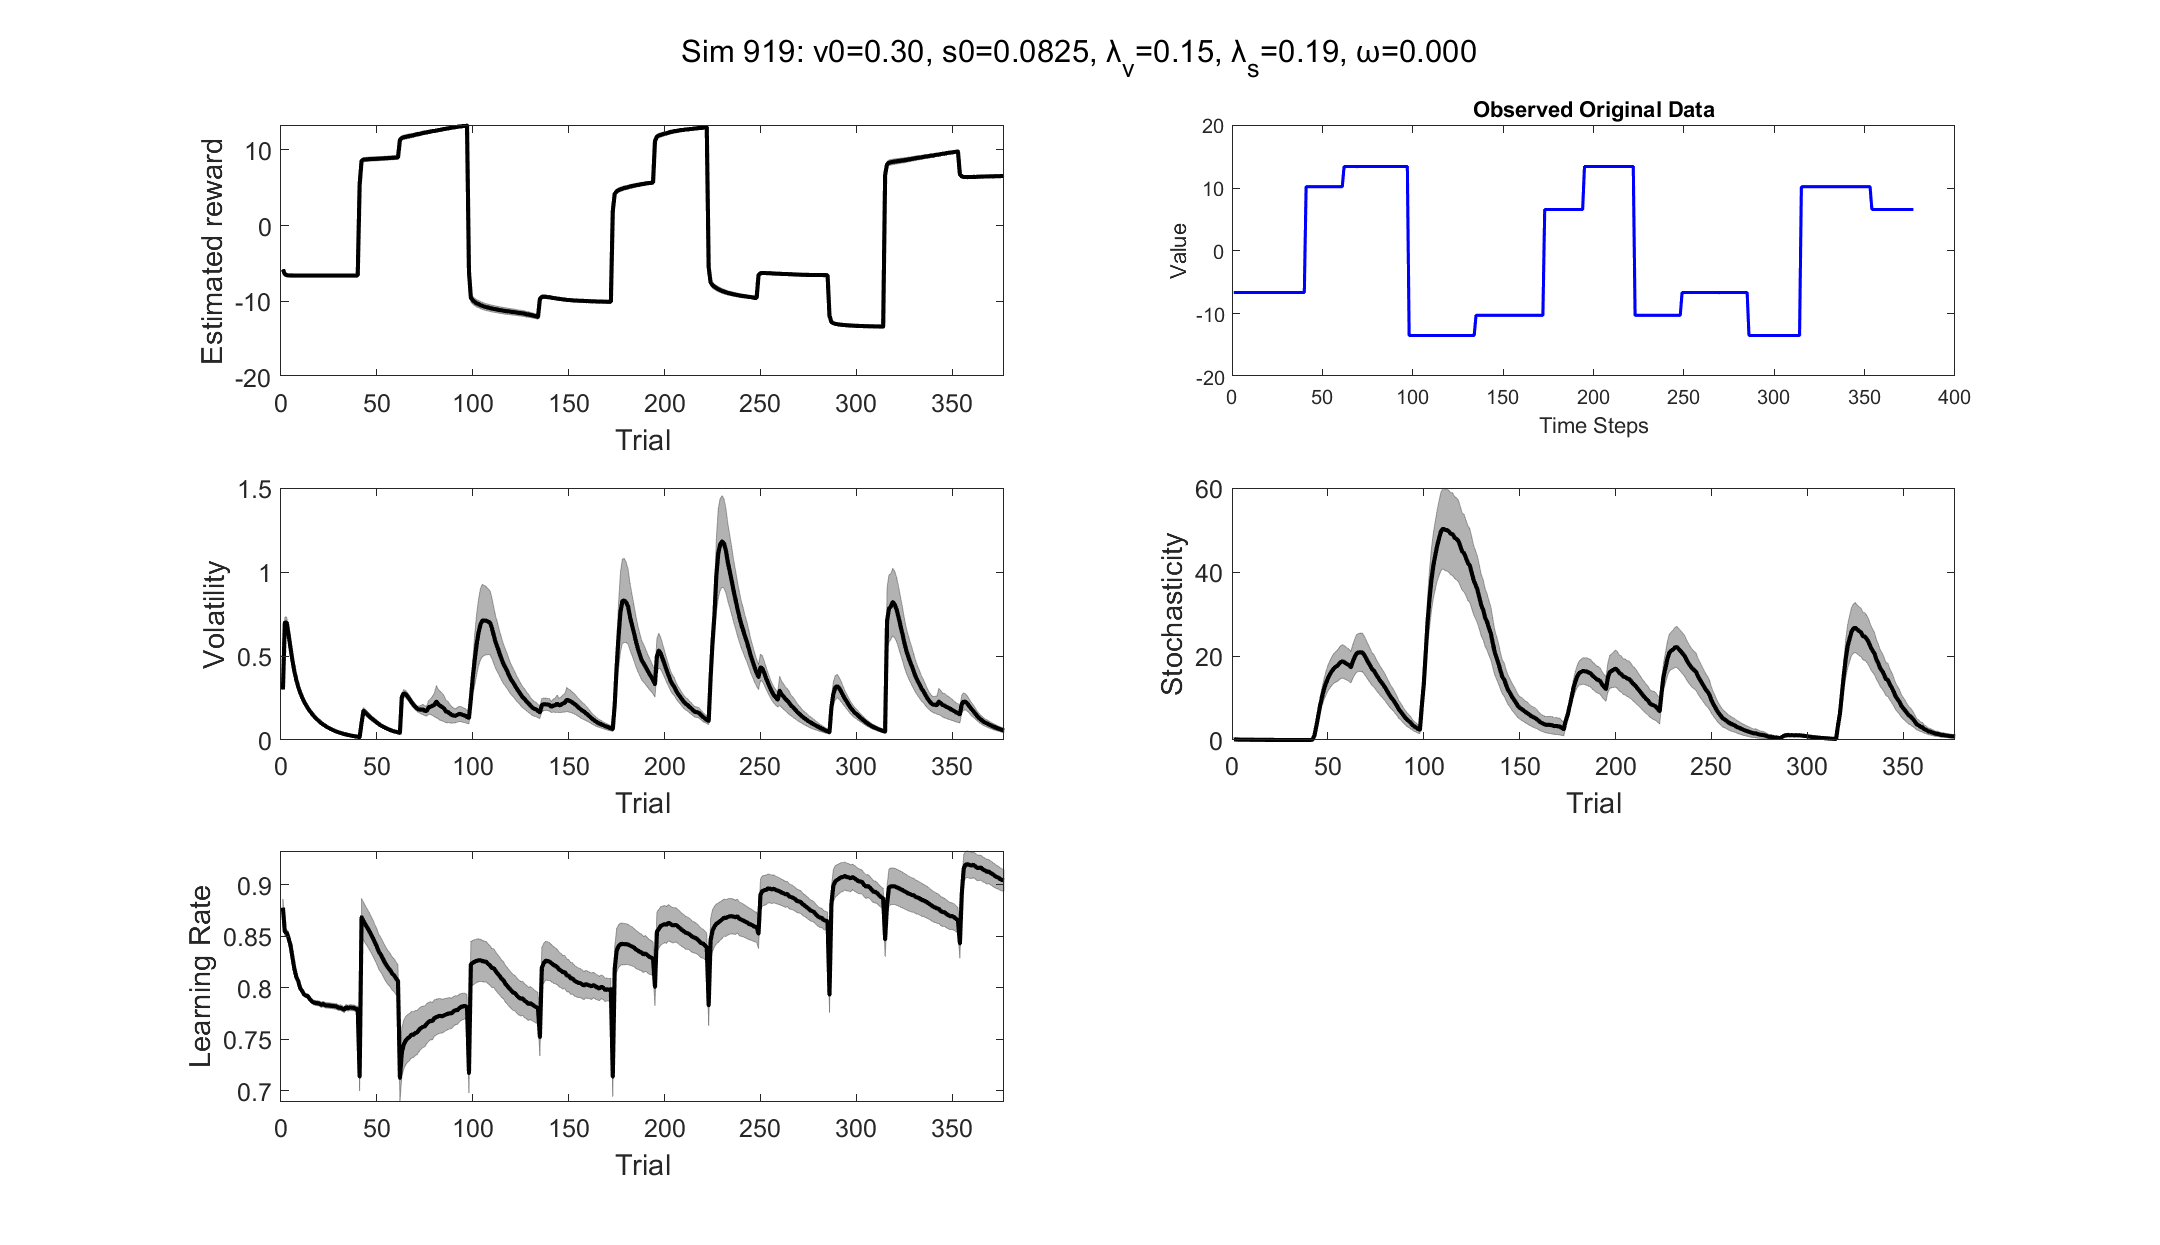 Sim 919: v0=0.30, s0=0.0825, λv=0.15, λs=0.19, ω=0.000
Estimated reward
10
0
-10
-20
0 50 100 150 200 250 300 350
Trial
Observed Original Data
Value
20
10
0
-10
-20
0 50 100 150 200 250 300 350 400
Time Steps
Volatility
1.5
1
0.5
0
0 50 100 150 200 250 300 350
Trial
Stochasticity
60
40
20
0
0 50 100 150 200 250 300 350
Trial
Learning Rate
0.9
0.85
0.8
0.75
0.7
0 50 100 150 200 250 300 350
Trial